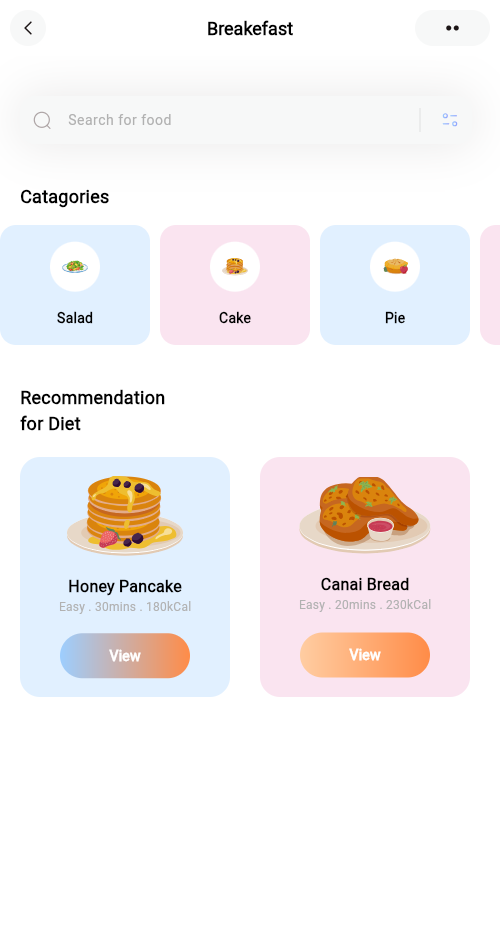 Breakefast
Search for food
Catagories
Salad
Cake
Pie
Recommendation
for Diet
Honey Pancake
Easy . 30mins . 180kCal
View
Canai Bread
Easy . 20mins . 230kCal
View